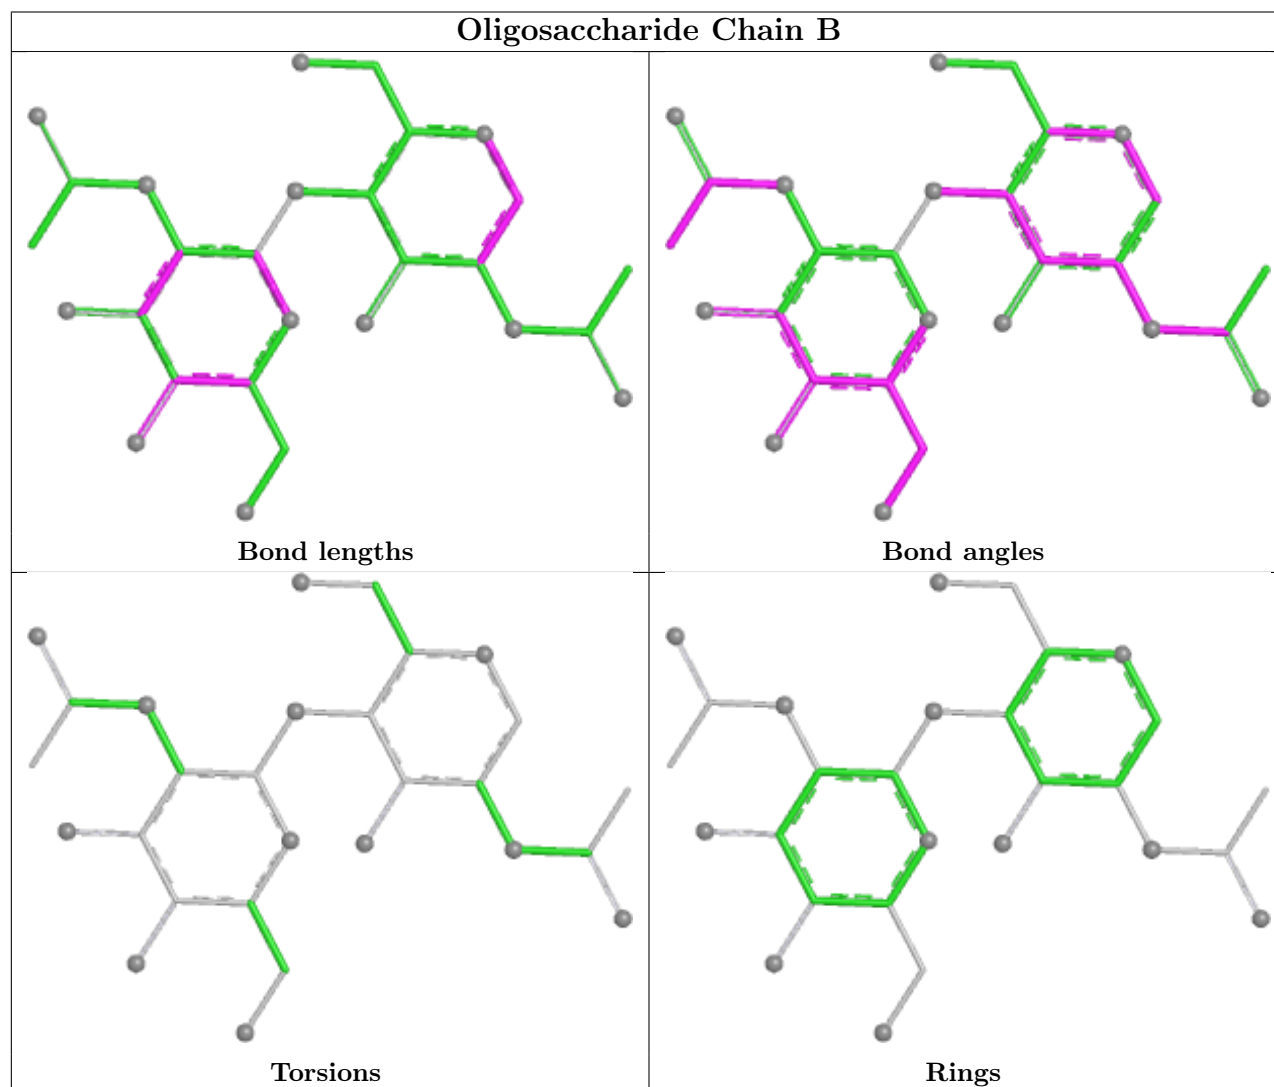 Oligosaccharide Chain B
Bond lengths
Bond angles
Torsions
Rings